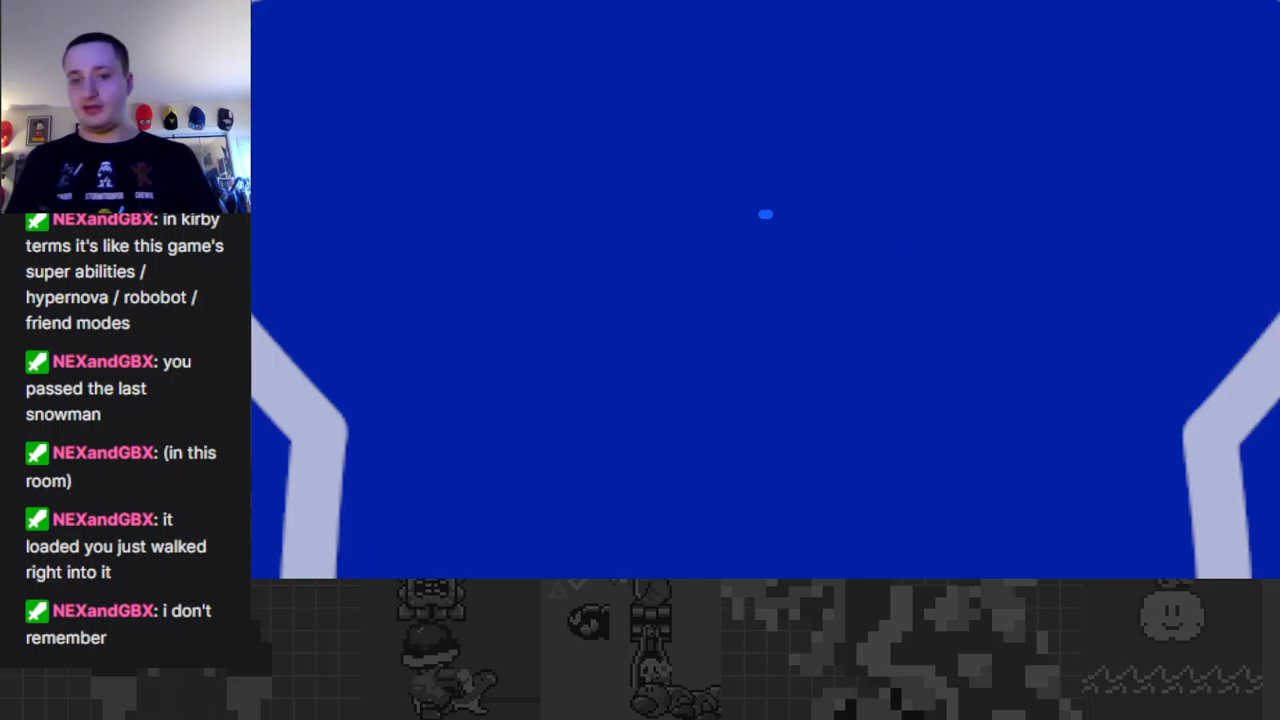 NEXandGBX: in kirby
terms it's like this game's
super abilities /
hypernova / robobot /
friend modes
NEXandGBX: you
passed the last
snowman
NEXandGBX: (in this
room)
NEXandGBX: it
loaded you just walked
right into it
NEXandGBX: i don't
remember